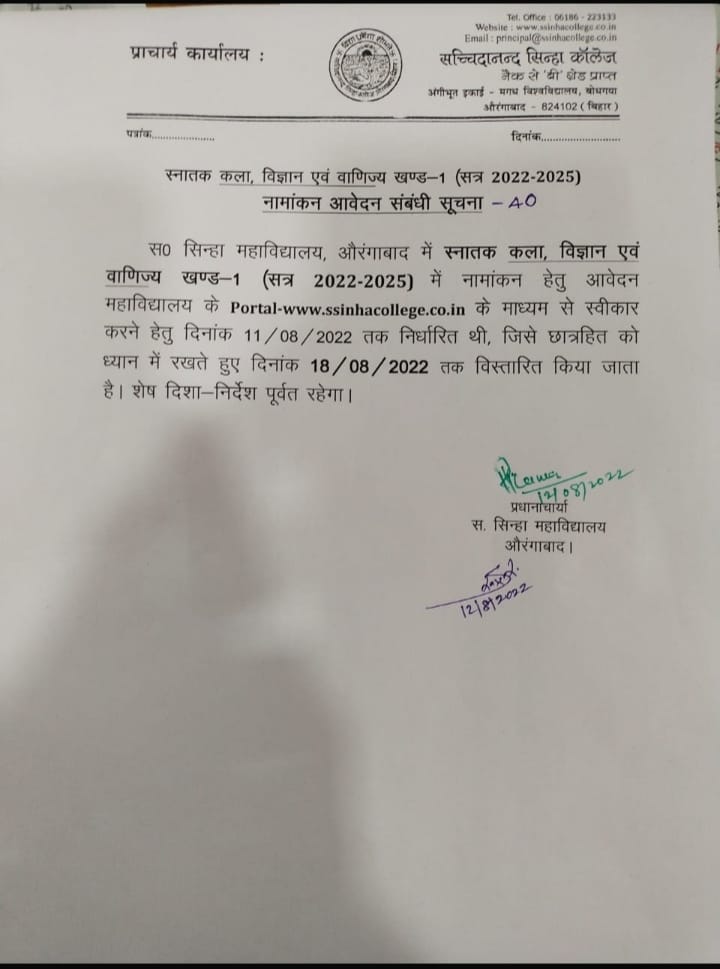 Tel. Office : 06186 - 223133
Website : www.ssinhacollege.co.in
Email : principal@ssinhacollege.co.in
प्राचार्य कार्यालय :
सच्चिदानन्द सिन्हा कॉलेज
नैक से 'बी' ग्रेड प्राप्त
अंगीभूत इकाई - मगध विश्वविद्यालय, बोधगया
औरंगाबाद - 824102 ( बिहार )
पत्रांक......................
दिनांक...........................
स्नातक कला, विज्ञान एवं वाणिज्य खण्ड–1 (सत्र 2022-2025)
नामांकन आवेदन संबंधी सूचना - 40
स0 सिन्हा महाविद्यालय, औरंगाबाद में स्नातक कला, विज्ञान एवं
वाणिज्य खण्ड–1 (सत्र 2022-2025) में नामांकन हेतु आवेदन
महाविद्यालय के Portal-www.ssinhacollege.co.in के माध्यम से स्वीकार
करने हेतु दिनांक 11/08/2022 तक निर्धारित थी, जिसे छात्रहित को
ध्यान में रखते हुए दिनांक 18/08/2022 तक विस्तारित किया जाता
है। शेष दिशा–निर्देश पूर्वत रहेगा।
12/08/2022
प्रधानाचार्या
स. सिन्हा महाविद्यालय
औरंगाबाद।
12/8/2022